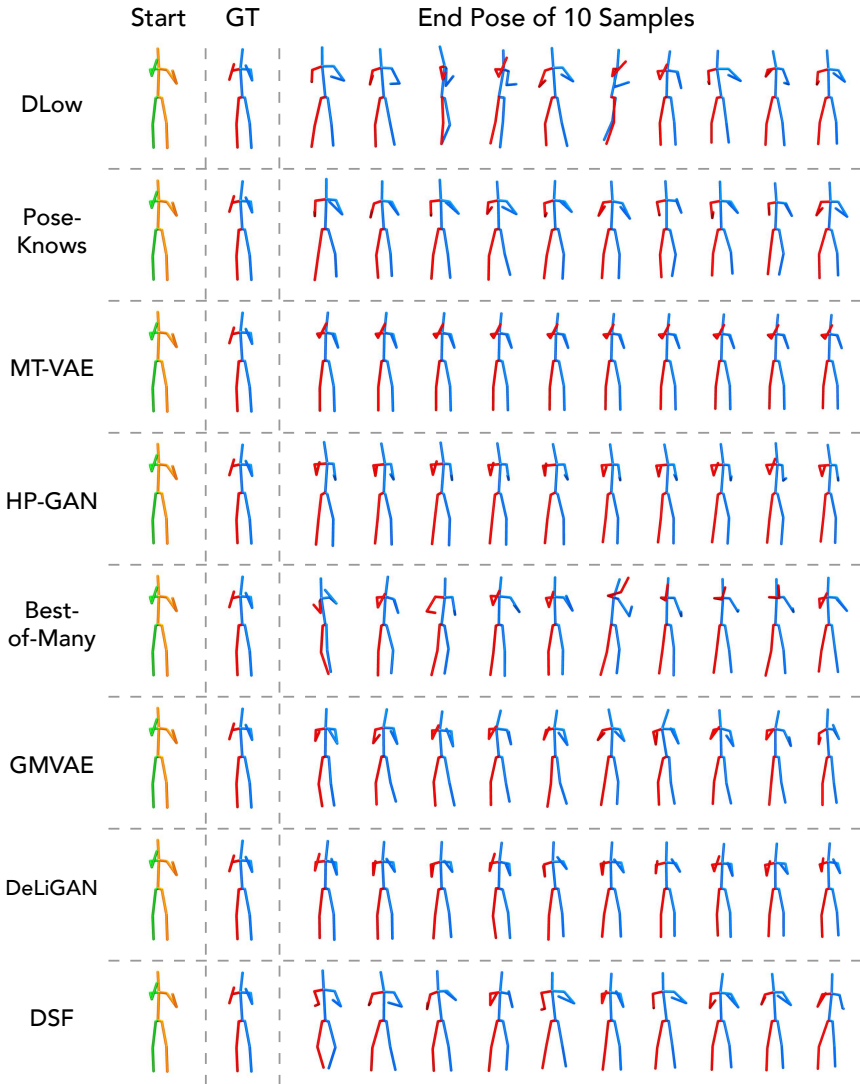 Start GT End Pose of 10 Samples
DLow
Pose-
Knows
MT-VAE
HP-GAN
Best-
of-Many
GMVAE
DeLiGAN
DSF